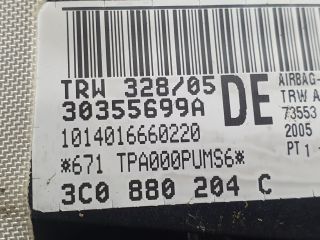 TRW 328/05
30355699A
1014016660220
*671 TPA000PUMS6*
3C0 880 204 C
DE
AIRBAG-
TRW A
73553
2005
PT 1 -